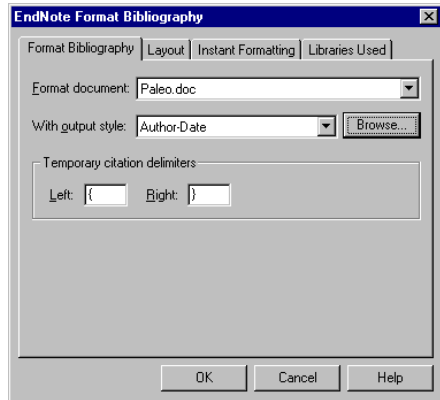 EndNote Format Bibliography
Format Bibliography Layout Instant Formatting Libraries Used
Format document: Paleo.doc
With output style: Author-Date Browse...
Temporary citation delimiters
Left: { Right: }
OK Cancel Help